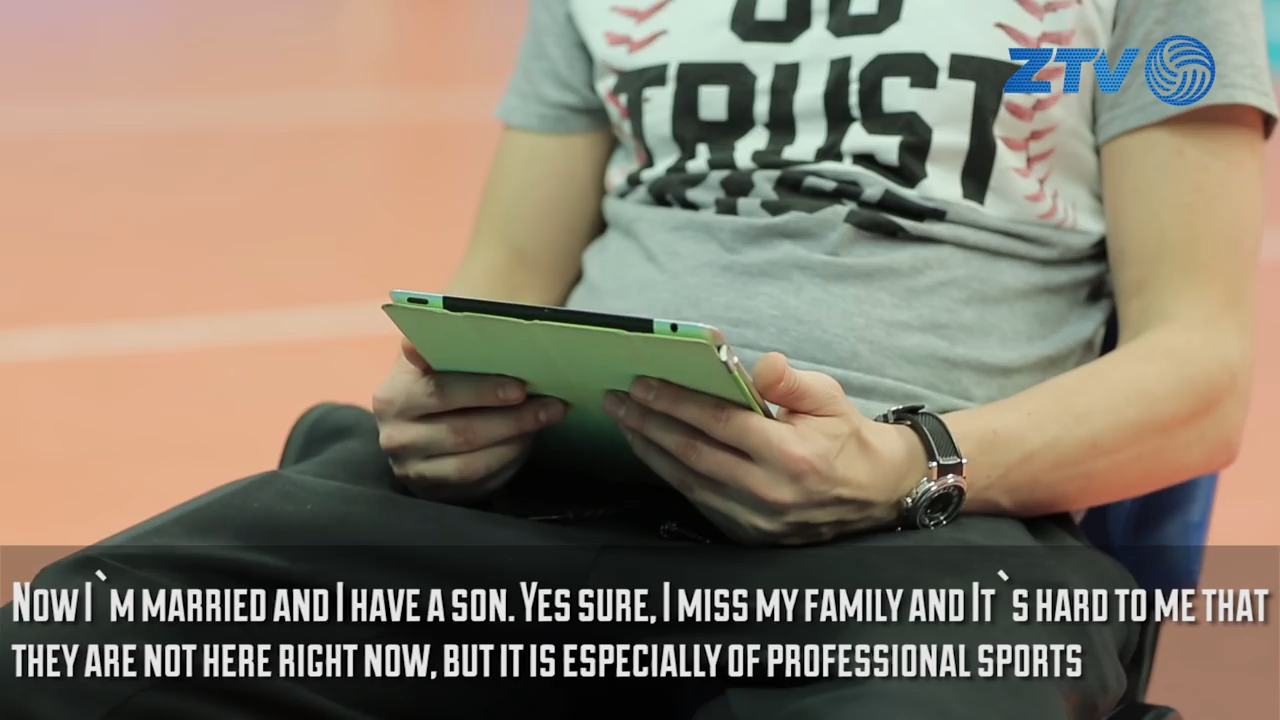 TRUST
ZTV
Now I`m married and I have a son. Yes sure, I miss my family and It`s hard to me that
they are not here right now, but it is especially of professional sports